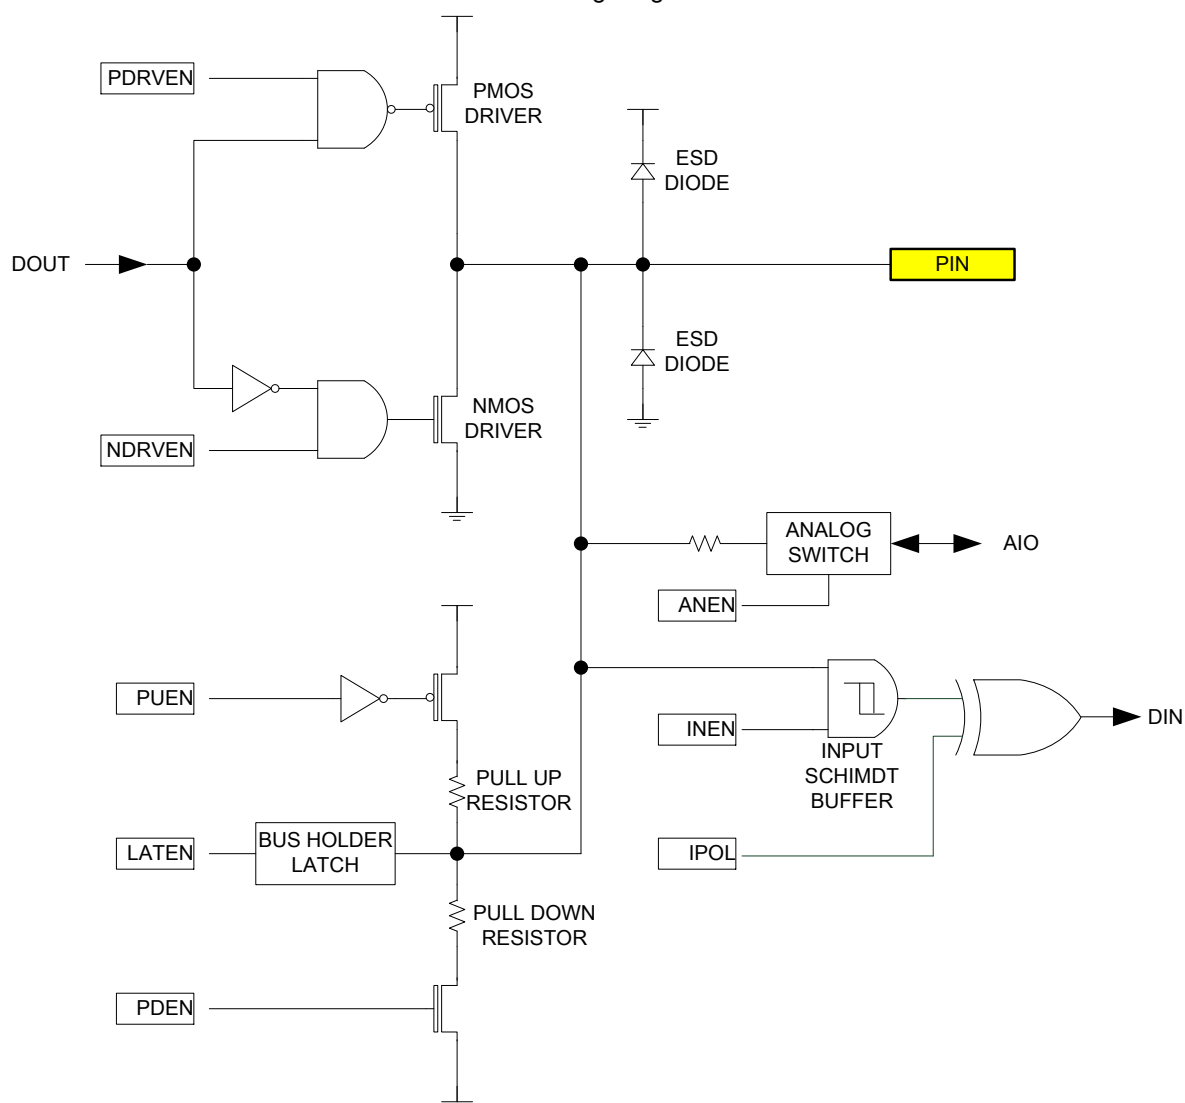 PDRVEN
PMOS
DRIVER
ESD
DIODE
DOUT
PIN
ESD
DIODE
NMOS
DRIVER
NDRVEN
ANALOG
SWITCH
AIO
ANEN
PUEN
INEN
DIN
INPUT
SCHIMDT
BUFFER
PULL UP
RESISTOR
LATEN
BUS HOLDER
LATCH
IPOL
PULL DOWN
RESISTOR
PDEN